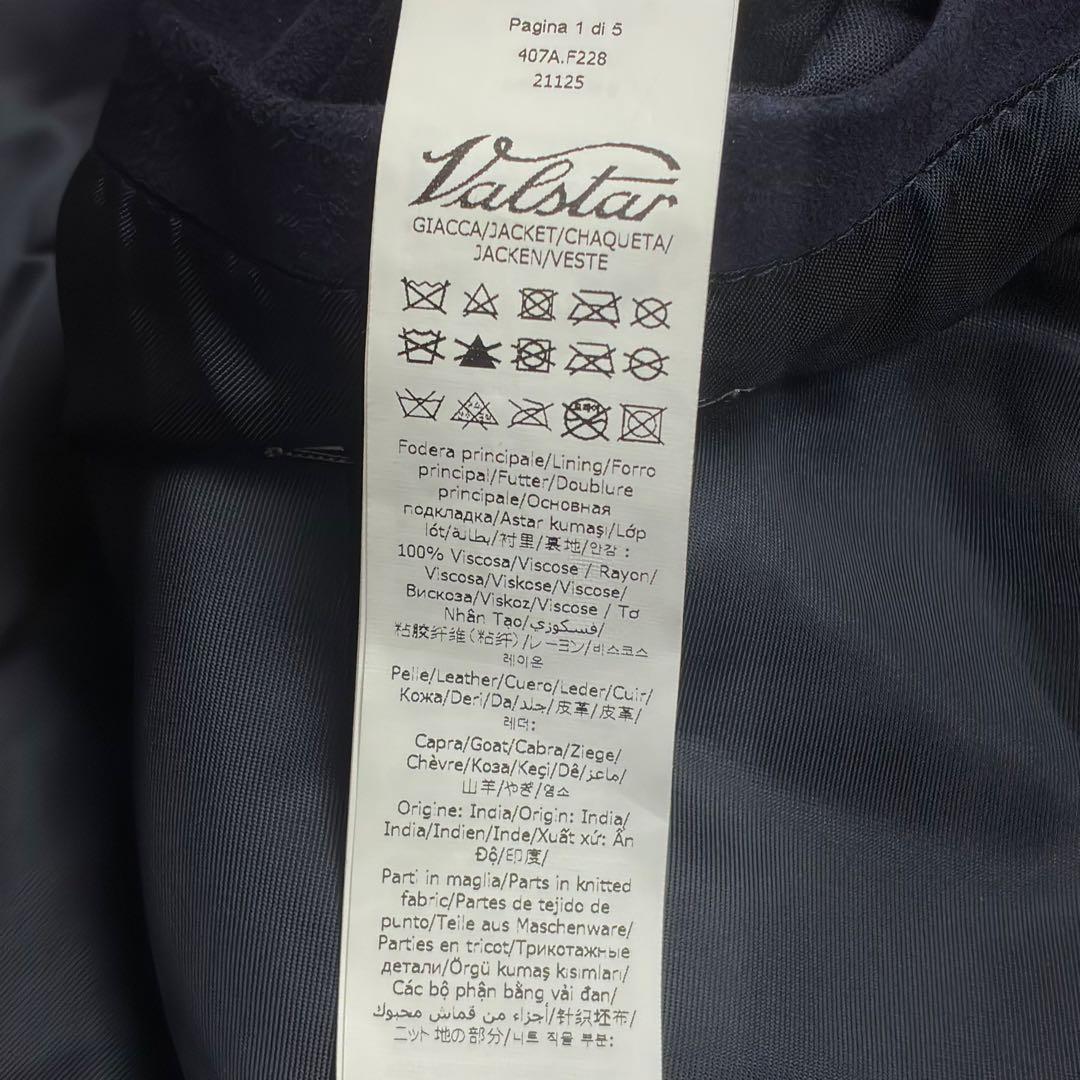 Pagina 1 di 5
407A.F228
21125
Valstar
GIACCA/JACKET/CHAQUETA/
JACKEN/VESTE
Fodera principale/Lining/Forro
principal/Futter/Doublure
principale/Основная
подкладка/Astar kumaşı/Lớp
lót/بطانة/衬里/裏地/안감 :
100% Viscosa/Viscose / Rayon/
Viscosa/Viskose/Viscose/
Вискоза/Viskoz/Viscose / Tơ
Nhân Tạo/فسكوزي/
粘胶纤维(粘纤)/レーヨン/비스코스
레이온
Pelle/Leather/Cuero/Leder/Cuir/
Кожа/Deri/Da/جلد/皮革/皮革/
레더:
Capra/Goat/Cabra/Ziege/
Chèvre/Коза/Keçi/Dê/ماعز/
山羊/やぎ/염소
Origine: India/Origin: India/
India/Indien/Inde/Xuất xứ: Ấn
Độ/印度/
Parti in maglia/Parts in knitted
fabric/Partes de tejido de
punto/Teile aus Maschenware/
Parties en tricot/Трикотажные
детали/Örgü kumaş kısımları/
Các bộ phận bằng vải đan/
أجزاء من قماش محبوك/针织坯布/
ニット地の部分/니트 직물 부분: